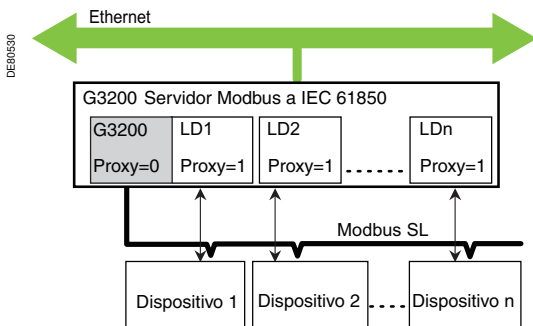 Ethernet
DE80530
G3200 Servidor Modbus a IEC 61850
G3200 LD1 LD2 LDn
Proxy=0 Proxy=1 Proxy=1 ...... Proxy=1
Modbus SL
Dispositivo 1 Dispositivo 2 .... Dispositivo n